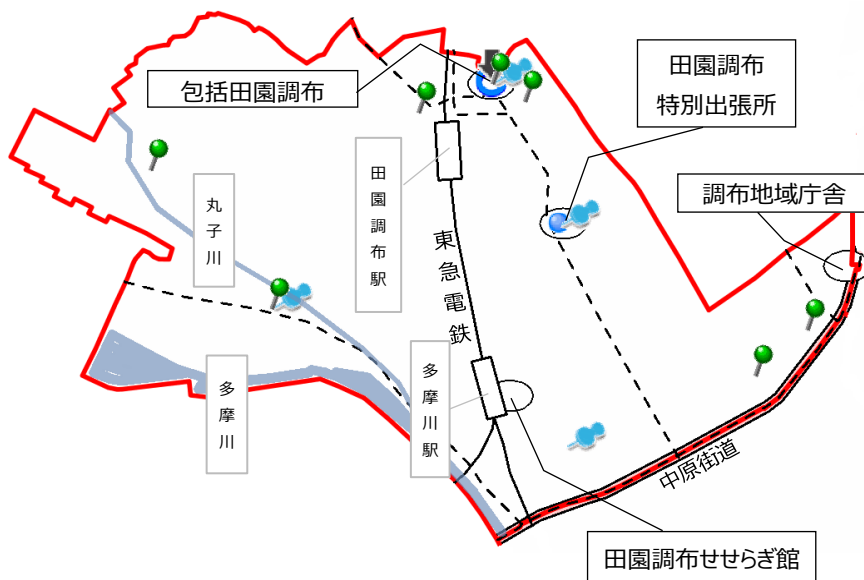 包括田園調布
田園調布
特別出張所
調布地域庁舎
田園調布駅
丸子川
東急電鉄
多摩川
多摩川駅
中原街道
田園調布せせらぎ館